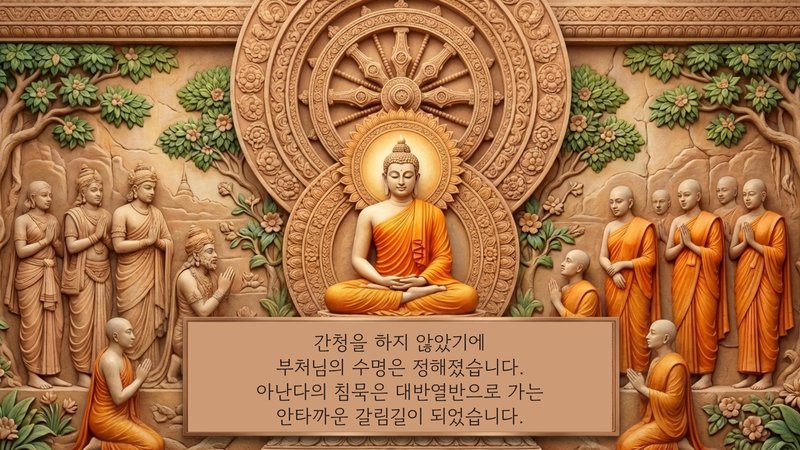 간청을 하지 않았기에
부처님의 수명은 정해졌습니다.
아난다의 침묵은 대반열반으로 가는
안타까운 갈림길이 되었습니다.